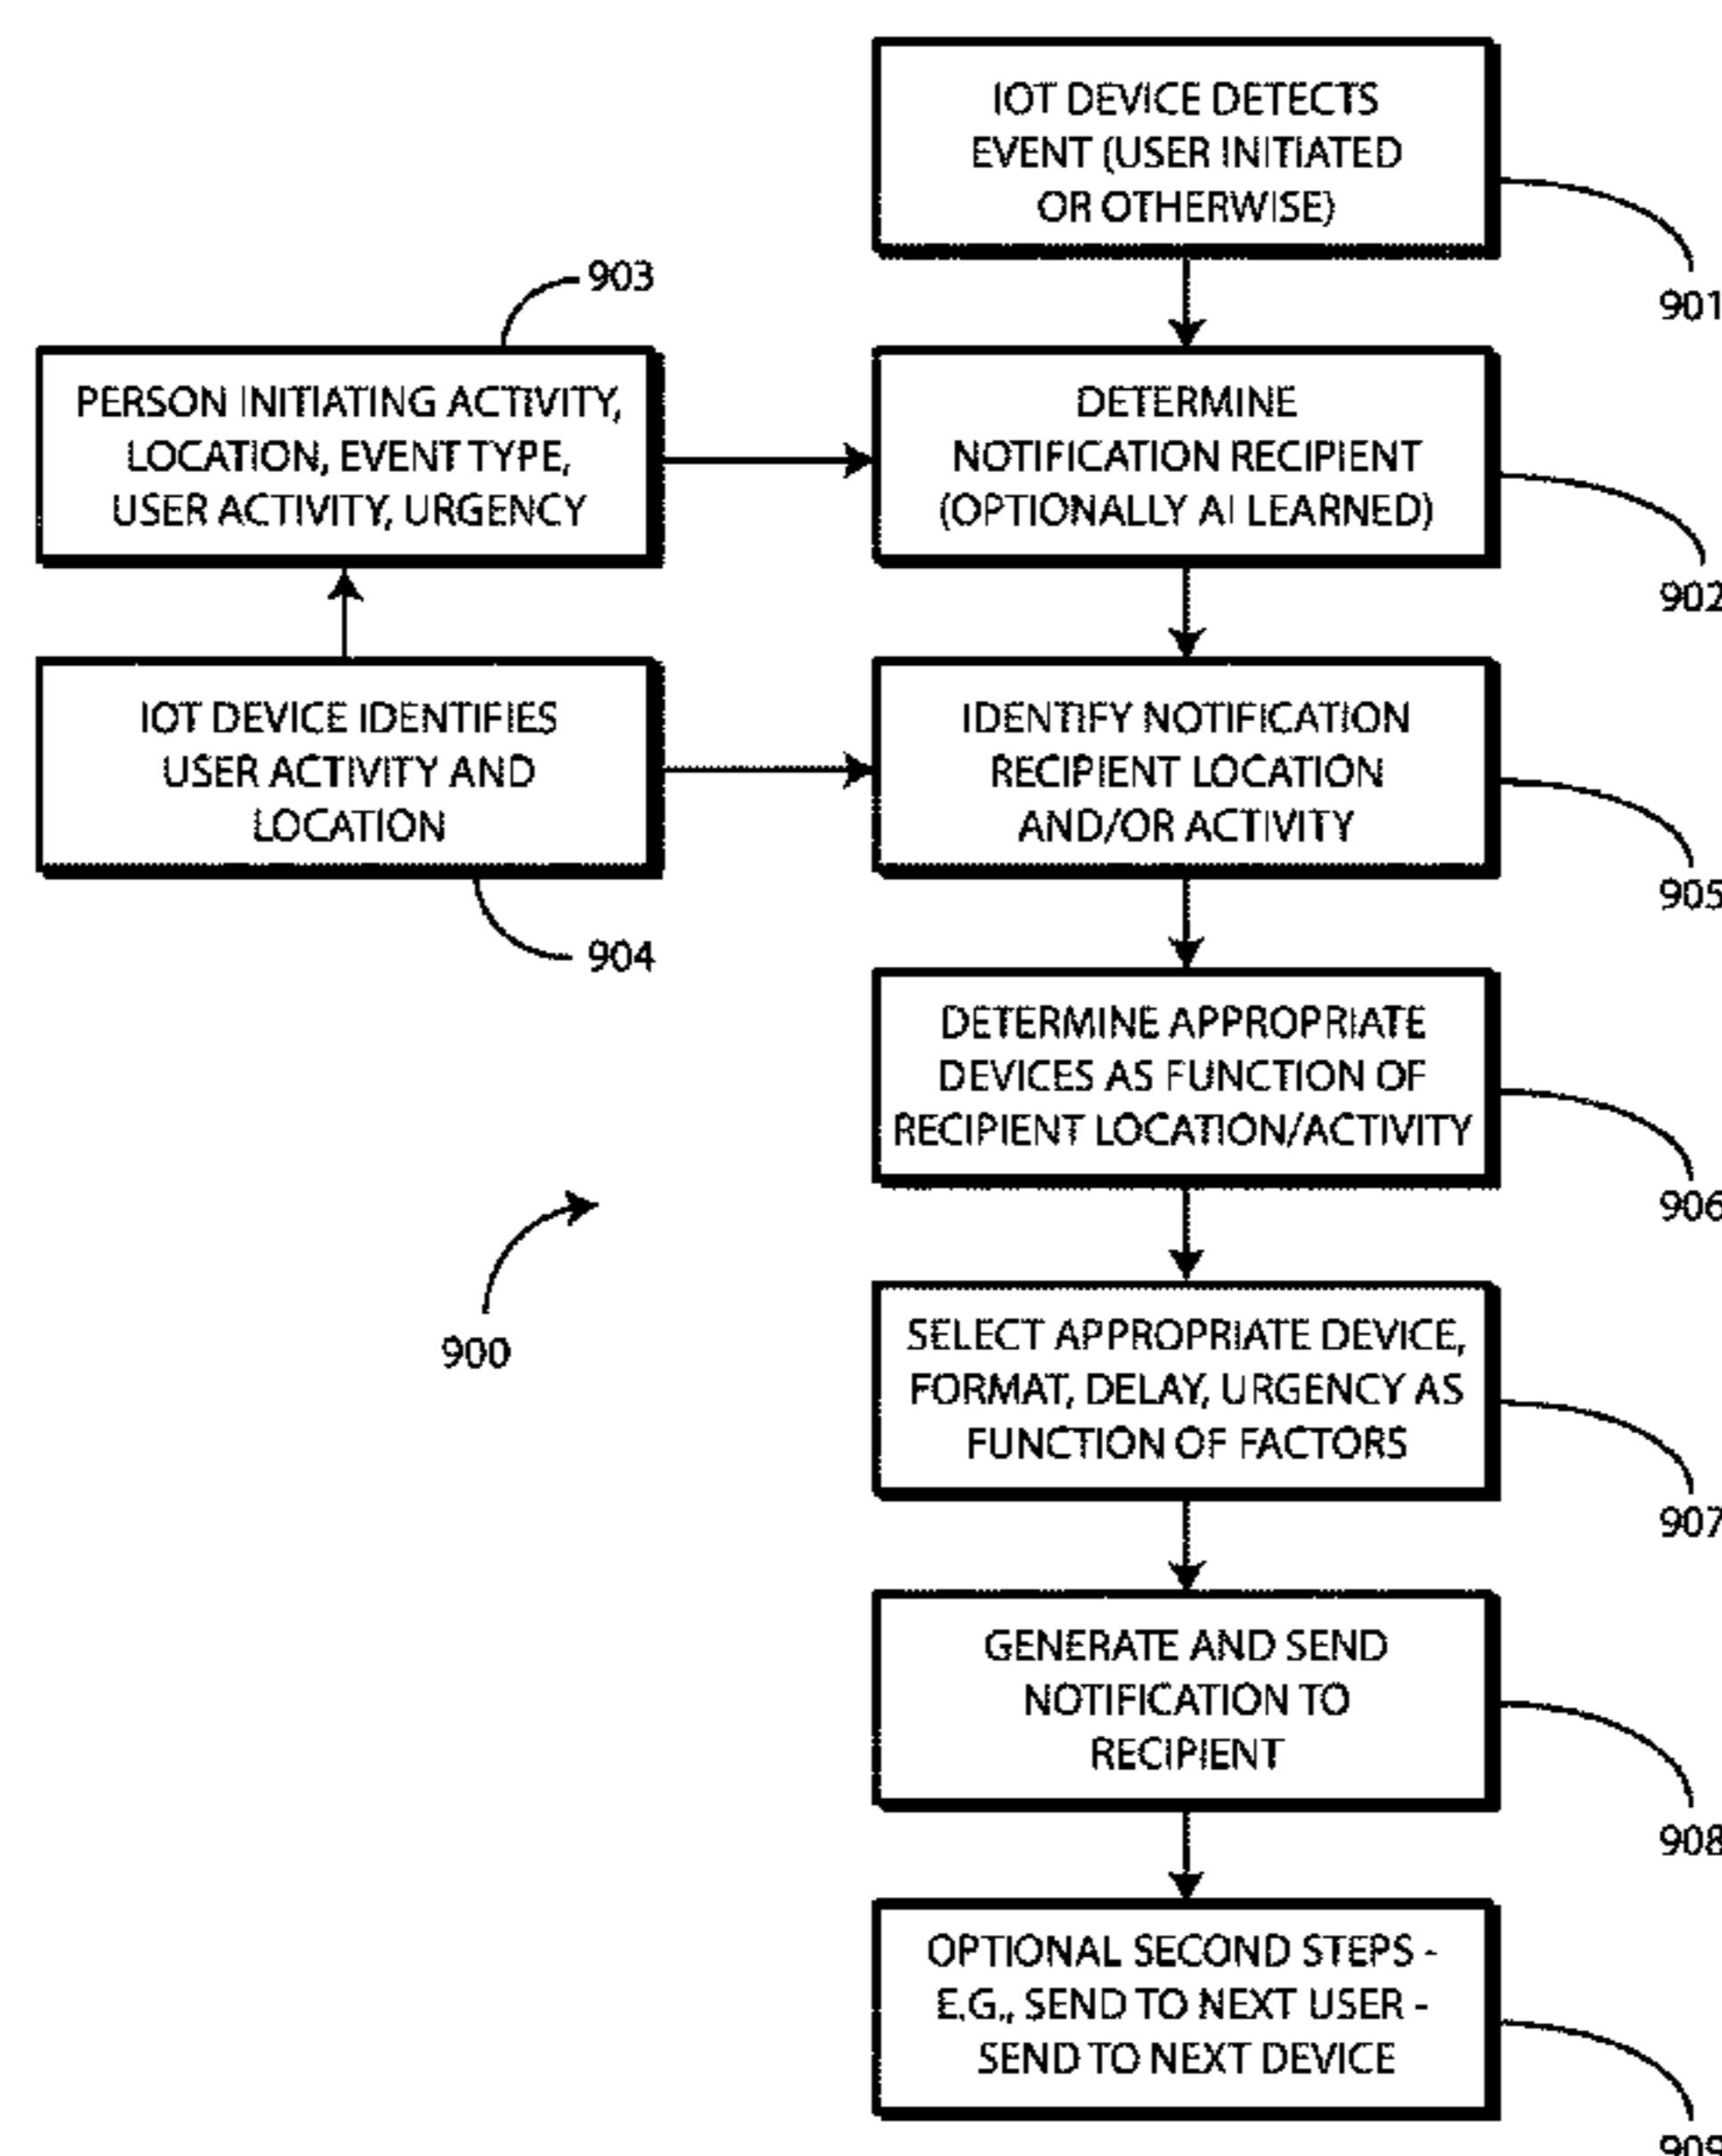 IOT DEVICE DETECTS
EVENT (USER INITIATED
OR OTHERWISE)
901
903
PERSON INITIATING ACTIVITY,
LOCATION, EVENT TYPE,
USER ACTIVITY, URGENCY
DETERMINE
NOTIFICATION RECIPIENT
(OPTIONALLY AI LEARNED)
902
IOT DEVICE IDENTIFIES
USER ACTIVITY AND
LOCATION
904
IDENTIFY NOTIFICATION
RECIPIENT LOCATION
AND/OR ACTIVITY
905
DETERMINE APPROPRIATE
DEVICES AS FUNCTION OF
RECIPIENT LOCATION/ACTIVITY
906
900
SELECT APPROPRIATE DEVICE,
FORMAT, DELAY, URGENCY AS
FUNCTION OF FACTORS
907
GENERATE AND SEND
NOTIFICATION TO
RECIPIENT
908
OPTIONAL SECOND STEPS -
E.G., SEND TO NEXT USER -
SEND TO NEXT DEVICE
909